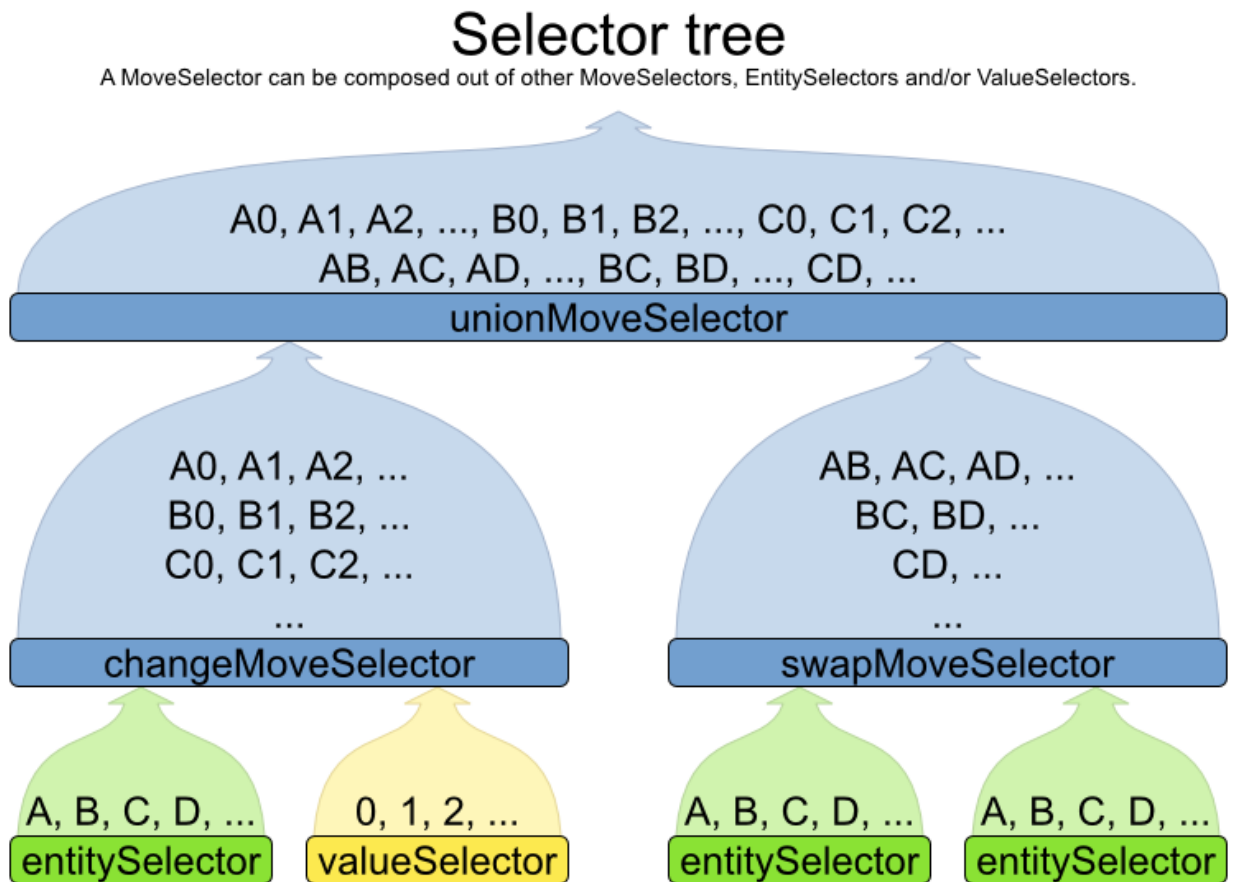 Selector tree
A MoveSelector can be composed out of other MoveSelectors, EntitySelectors and/or ValueSelectors.
A0, A1, A2, ..., B0, B1, B2, ..., C0, C1, C2, ...
AB, AC, AD, ..., BC, BD, ..., CD, ...
unionMoveSelector
A0, A1, A2, ...
B0, B1, B2, ...
C0, C1, C2, ...
...
changeMoveSelector
AB, AC, AD, ...
BC, BD, ...
CD, ...
...
swapMoveSelector
A, B, C, D, ...
entitySelector
0, 1, 2, ...
valueSelector
A, B, C, D, ...
entitySelector
A, B, C, D, ...
entitySelector